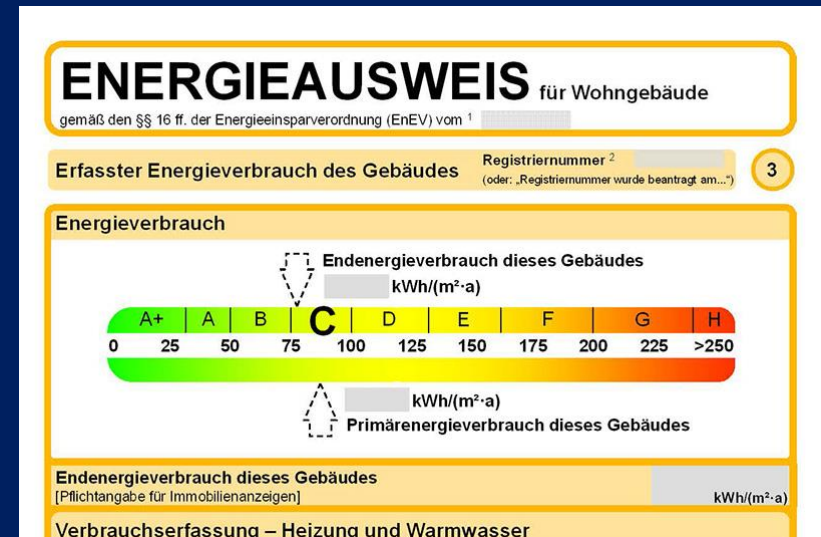 ENERGIEAUSWEIS für Wohngebäude
gemäß den §§ 16 ff. der Energieeinsparverordnung (EnEV) vom ¹
Erfasster Energieverbrauch des Gebäudes
Registriernummer ²
(oder: „Registriernummer wurde beantragt am...“)
3
Energieverbrauch
Endenergieverbrauch dieses Gebäudes
kWh/(m²·a)
A+ A B C D E F G H
0 25 50 75 100 125 150 175 200 225 >250
kWh/(m²·a)
Primärenergieverbrauch dieses Gebäudes
Endenergieverbrauch dieses Gebäudes
[Pflichtangabe für Immobilienanzeigen]
kWh/(m²·a)
Verbrauchserfassung – Heizung und Warmwasser